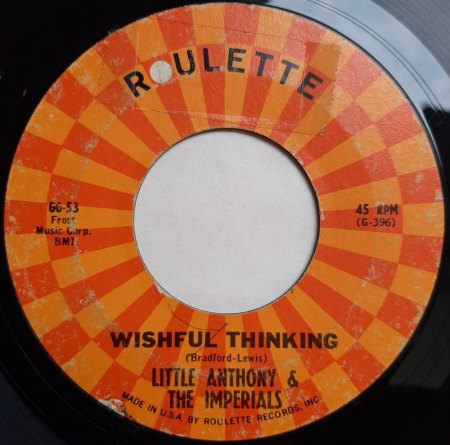 ROULETTE
GG-53
Frost
Music Corp.
BMI
45 RPM
(G-396)
WISHFUL THINKING
(Bradford-Lewis)
LITTLE ANTHONY &
THE IMPERIALS
MADE IN U.S.A. BY ROULETTE RECORDS, INC.